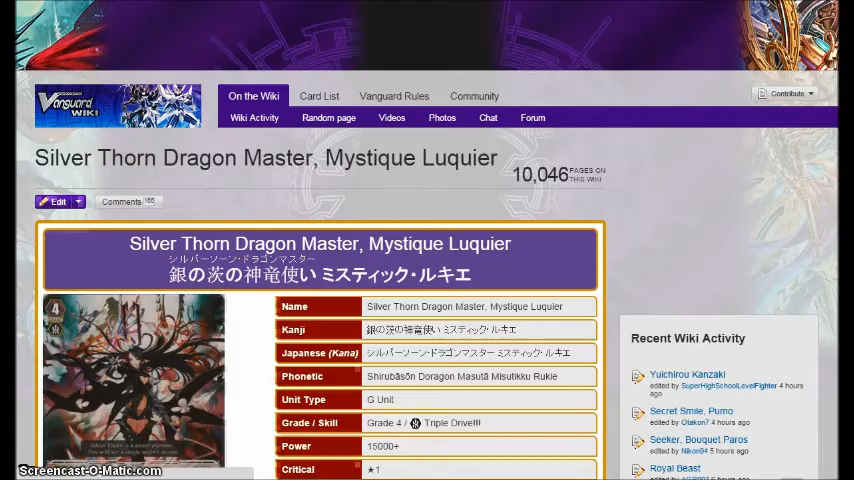 Vanguard
WIKI
On the Wiki
Card List
Vanguard Rules
Community
Contribute
Wiki Activity
Random page
Videos
Photos
Chat
Forum
Silver Thorn Dragon Master, Mystique Luquier
10,046 PAGES ON THIS WIKI
Edit
Comments
Silver Thorn Dragon Master, Mystique Luquier
シルバーソーン・ドラゴンマスター
銀の茨の神竜使い ミスティック・ルキエ
4
Name Silver Thorn Dragon Master, Mystique Luquier
Kanji 銀の茨の神竜使い ミスティック・ルキエ
Japanese (Kana) シルバーソーン・ドラゴンマスター ミスティック・ルキエ
Phonetic Shirubāsōn Doragon Masutā Misutikku Rukie
Unit Type G Unit
Grade / Skill Grade 4 / Triple Drive!!!
Power 15000+
Critical ★1
Recent Wiki Activity
Yuichirou Kanzaki
edited by SuperHighSchoolLevelFighter 4 hours
ago
Secret Smile, Pumo
edited by Otakon7 4 hours ago
Seeker, Bouquet Paros
edited by Nikon94 5 hours ago
Royal Beast
Screencast-O-Matic.com